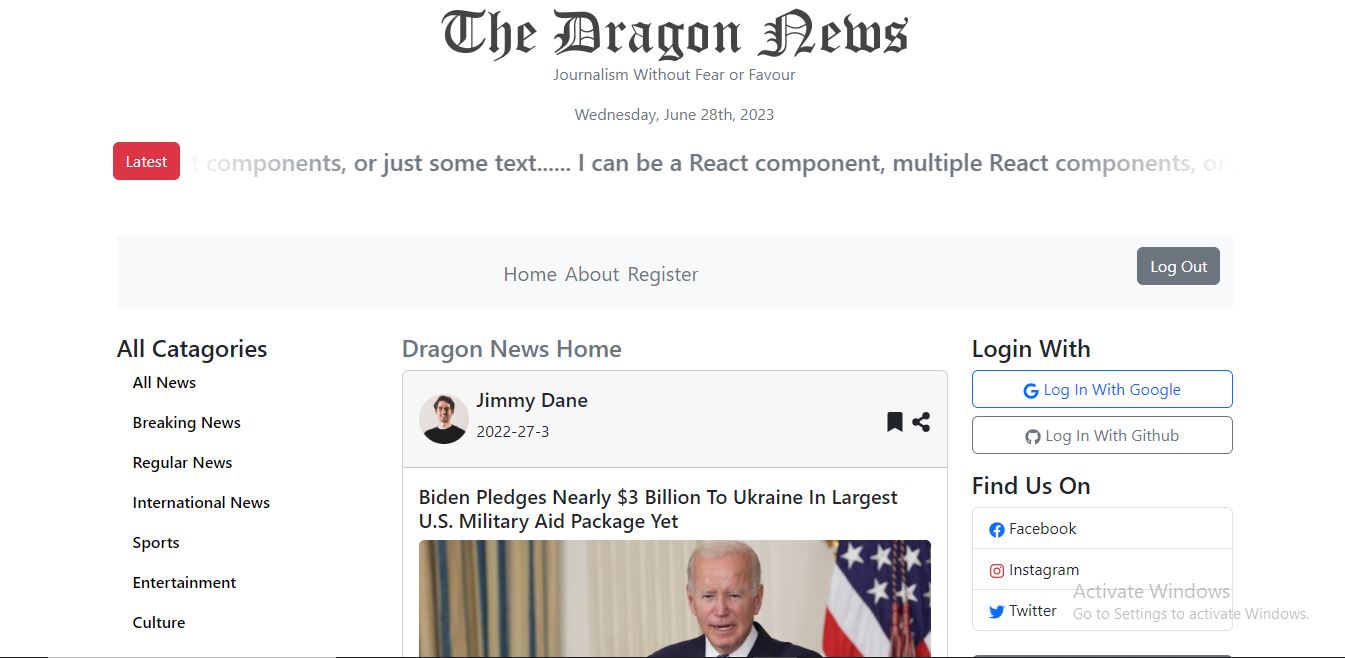 The Dragon News
Journalism Without Fear or Favour
Wednesday, June 28th, 2023
Latest
t components, or just some text...... I can be a React component, multiple React components, or
Home About Register
Log Out
All Catagories
All News
Breaking News
Regular News
International News
Sports
Entertainment
Culture
Dragon News Home
Jimmy Dane
2022-27-3
Biden Pledges Nearly $3 Billion To Ukraine In Largest
U.S. Military Aid Package Yet
Login With
Log In With Google
Log In With Github
Find Us On
Facebook
Instagram
Twitter
Activate Windows
Go to Settings to activate Windows.